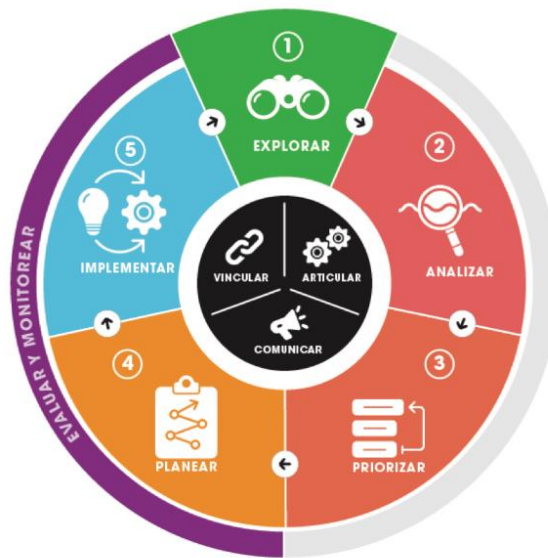 1
EXPLORAR
2
ANALIZAR
3
PRIORIZAR
4
PLANEAR
5
IMPLEMENTAR
VINCULAR
ARTICULAR
COMUNICAR
EVALUAR Y MONITOREAR